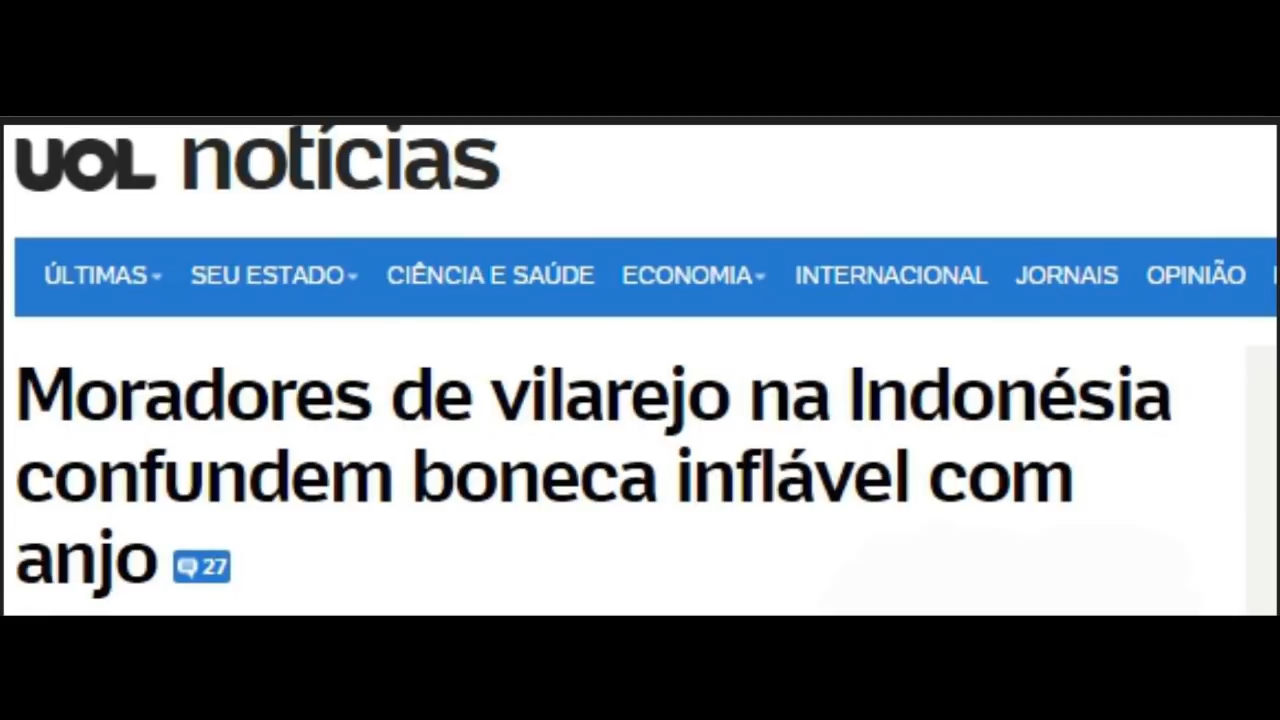 UOL notícias
ÚLTIMAS SEU ESTADO CIÊNCIA E SAÚDE ECONOMIA INTERNACIONAL JORNAIS OPINIÃO
Moradores de vilarejo na Indonésia
confundem boneca inflável com
anjo 27